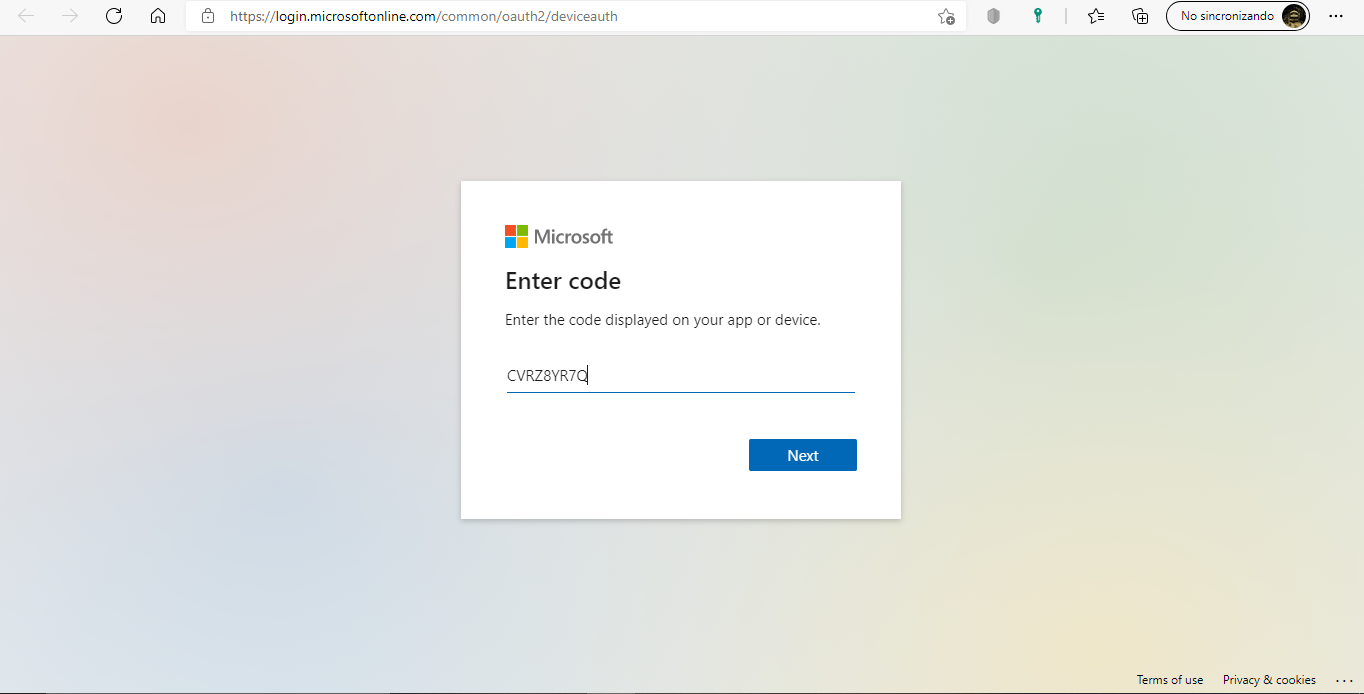 https://login.microsoftonline.com/common/oauth2/deviceauth
No sincronizando
Microsoft
Enter code
Enter the code displayed on your app or device.
CVRZ8YR7Q
Next
Terms of use
Privacy & cookies